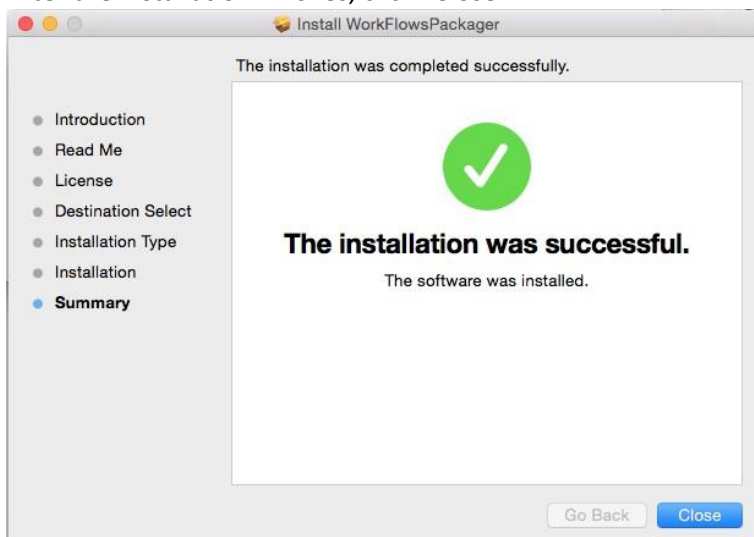 Install WorkFlowsPackager
The installation was completed successfully.
Introduction
Read Me
License
Destination Select
Installation Type
Installation
Summary
The installation was successful.
The software was installed.
Go Back
Close